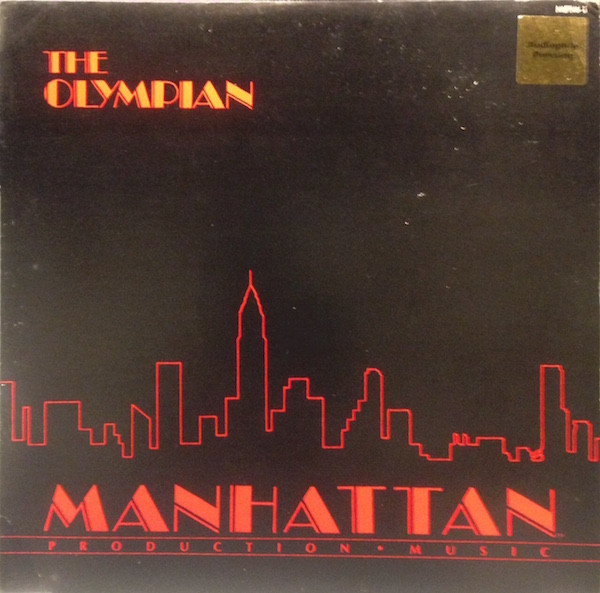 THE
OLYMPIAN
MANHATTAN
PRODUCTION • MUSIC